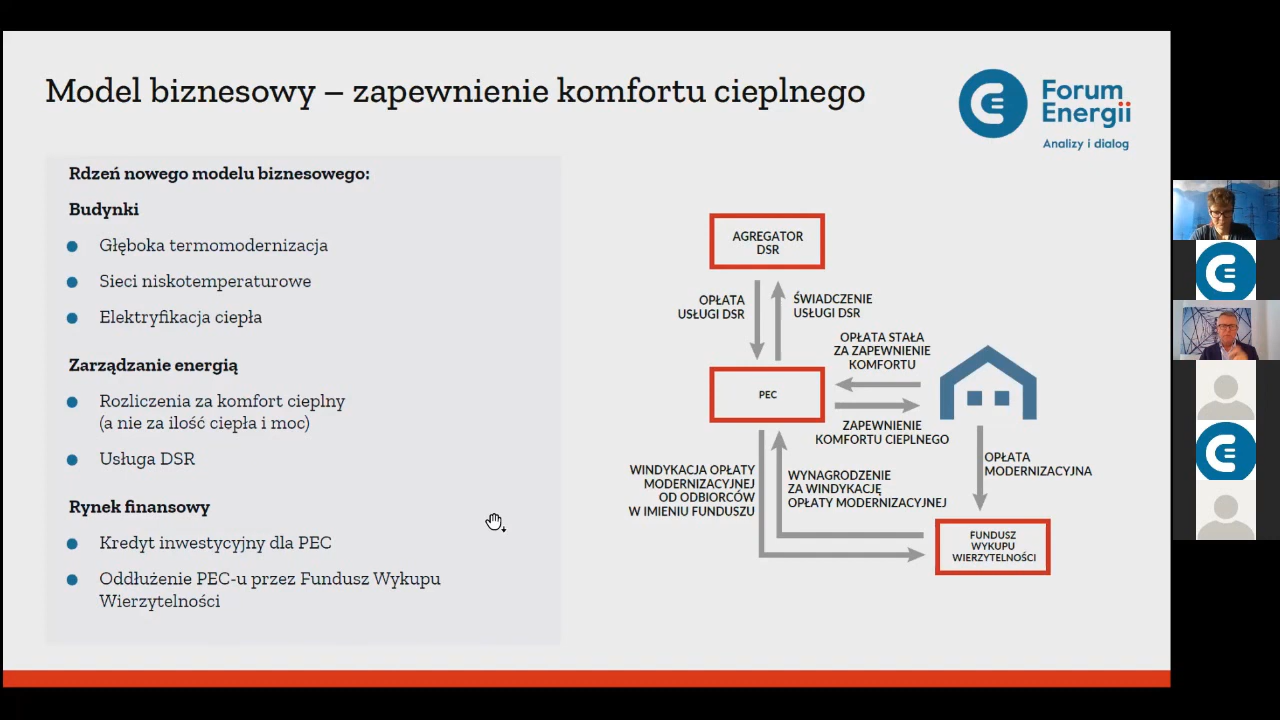 Model biznesowy – zapewnienie komfortu cieplnego
Forum
Energii
Analizy i dialog
Rdzeń nowego modelu biznesowego:
Budynki
Głęboka termomodernizacja
Sieci niskotemperaturowe
Elektryfikacja ciepła
Zarządzanie energią
Rozliczenia za komfort cieplny
(a nie za ilość ciepła i moc)
Usługa DSR
Rynek finansowy
Kredyt inwestycyjny dla PEC
Oddłużenie PEC-u przez Fundusz Wykupu
Wierzytelności
AGREGATOR
DSR
OPŁATA
USŁUGI DSR
ŚWIADCZENIE
USŁUGI DSR
OPŁATA STAŁA
ZA ZAPEWNIENIE
KOMFORTU
PEC
ZAPEWNIENIE
KOMFORTU CIEPLNEGO
OPŁATA
MODERNIZACYJNA
WINDYKACJA OPŁATY
MODERNIZACYJNEJ
OD ODBIORCÓW
W IMIENIU FUNDUSZU
WYNAGRODZENIE
ZA WINDYKACJĘ
OPŁATY MODERNIZACYJNEJ
FUNDUSZ
WYKUPU
WIERZYTELNOŚCI